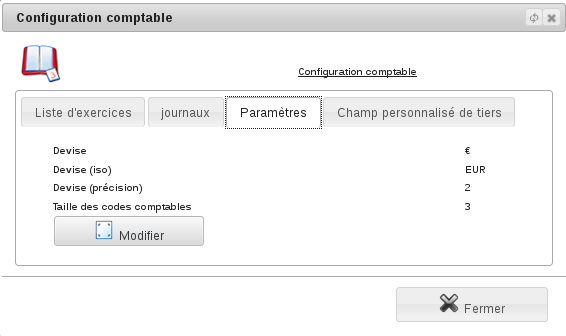 Configuration comptable
Configuration comptable
Liste d'exercices journaux Paramètres Champ personnalisé de tiers
Devise €
Devise (iso) EUR
Devise (précision) 2
Taille des codes comptables 3
Modifier
Fermer